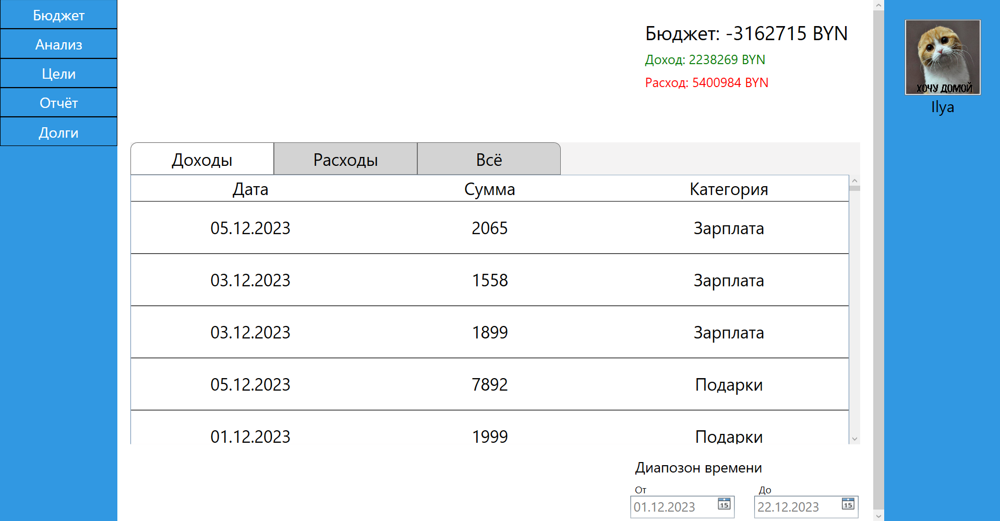 Бюджет
Анализ
Цели
Отчёт
Долги
Бюджет: -3162715 BYN
Доход: 2238269 BYN
Расход: 5400984 BYN
ХОЧУ ДОМОЙ
Ilya
Доходы Расходы Всё
Дата Сумма Категория
05.12.2023 2065 Зарплата
03.12.2023 1558 Зарплата
03.12.2023 1899 Зарплата
05.12.2023 7892 Подарки
01.12.2023 1999 Подарки
Диапозон времени
От До
01.12.2023 15 22.12.2023 15